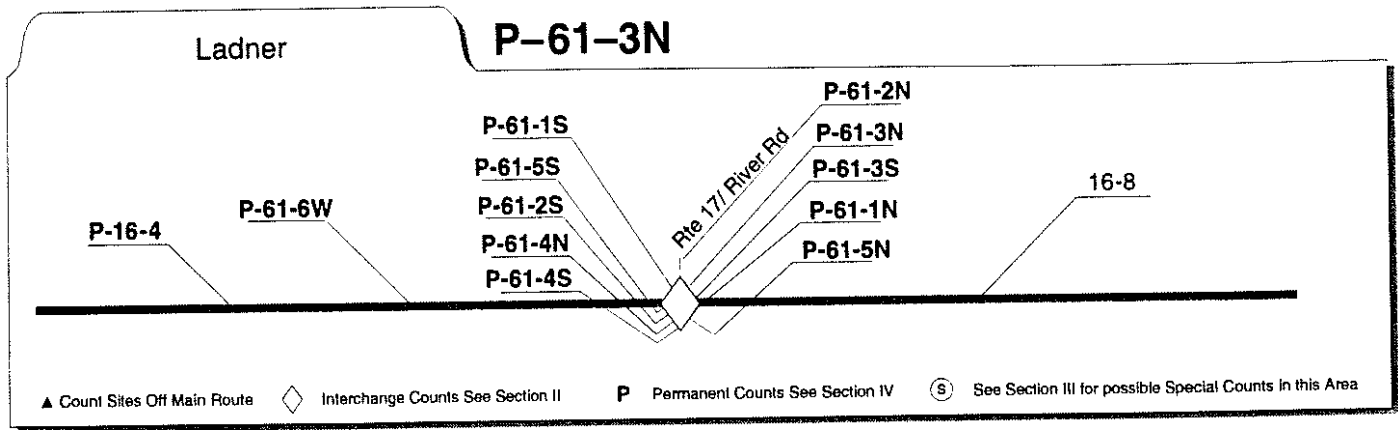 Ladner
P–61–3N
P-61-2N
P-61-1S
P-61-3N
P-61-5S
P-61-3S
Rte 17/ River Rd
16-8
P-61-6W
P-61-2S
P-61-1N
P-16-4
P-61-4N
P-61-5N
P-61-4S
▲ Count Sites Off Main Route
Interchange Counts See Section II
P Permanent Counts See Section IV
S See Section III for possible Special Counts in this Area